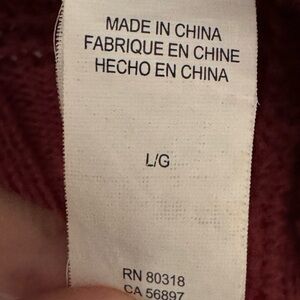 MADE IN CHINA
FABRIQUE EN CHINE
HECHO EN CHINA
L/G
RN 80318
CA 56897